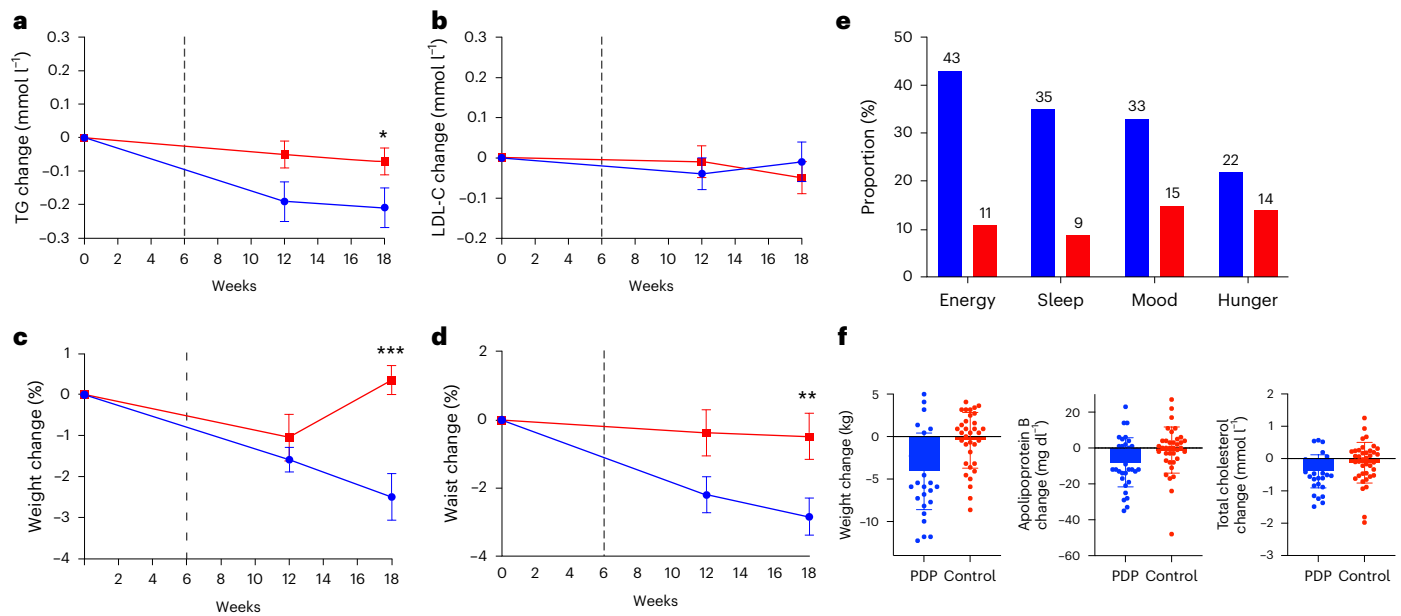 a
TG change (mmol l⁻¹)
0.3
0.2
0.1
0
–0.1
–0.2
–0.3
*
0 2 4 6 8 10 12 14 16 18
Weeks
b
LDL-C change (mmol l⁻¹)
0.3
0.2
0.1
0
–0.1
–0.2
0 2 4 6 8 10 12 14 16 18
Weeks
e
Proportion (%)
50
40
30
20
10
0
43 11 35 9 33 15 22 14
Energy Sleep Mood Hunger
c
Weight change (%)
1
0
–1
–2
–3
–4
***
2 4 6 8 10 12 14 16 18
Weeks
d
Waist change (%)
2
0
–2
–4
**
0 2 4 6 8 10 12 14 16 18
Weeks
f
Weight change (kg)
5
0
–5
–10
PDP Control
Apolipoprotein B
change (mg dl⁻¹)
20
0
–20
–40
–60
PDP Control
Total cholesterol
change (mmol l⁻¹)
2
1
0
–1
–2
–3
PDP Control